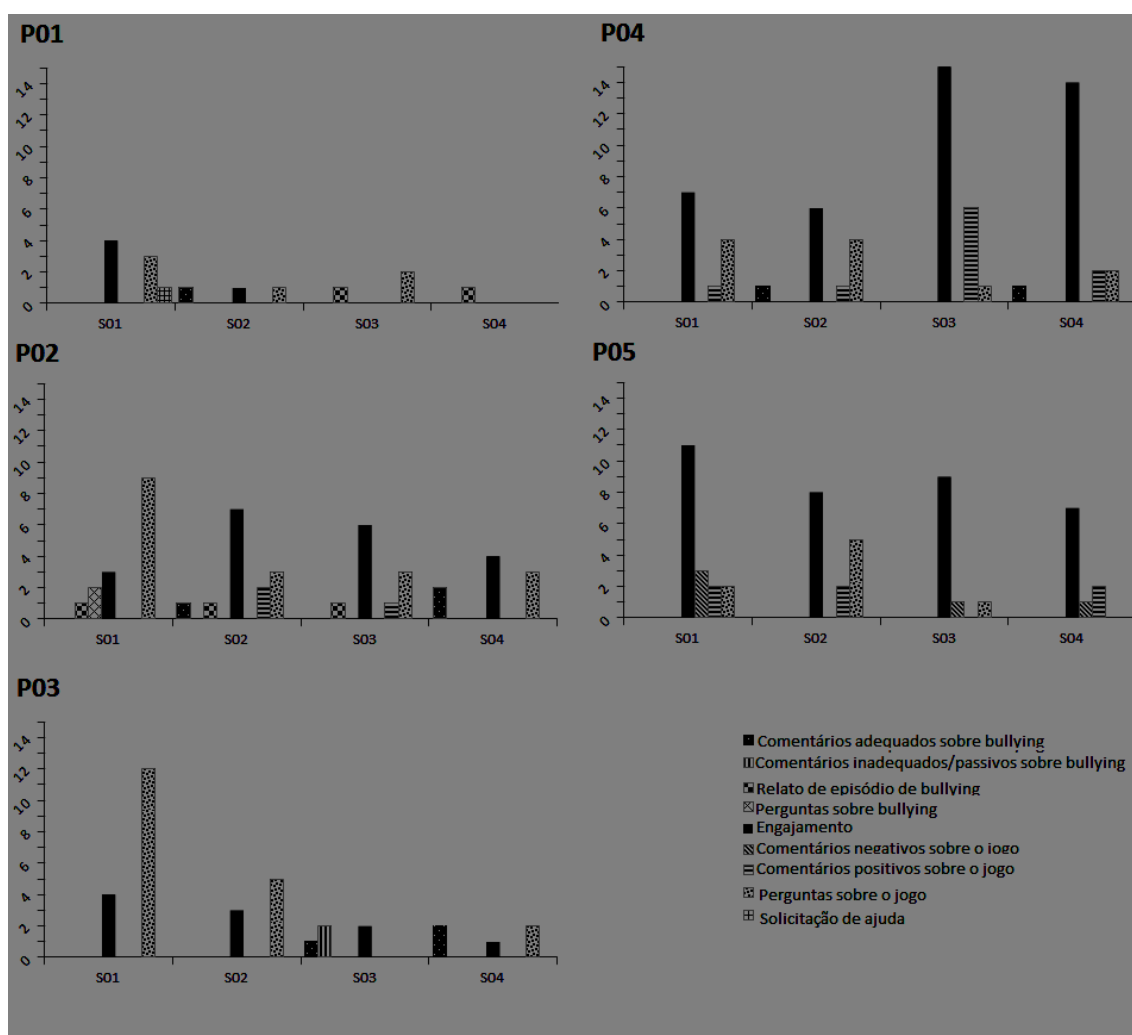 P01
14
12
10
8
6
4
2
0
S01 S02 S03 S04
P04
14
12
10
8
6
4
2
0
S01 S02 S03 S04
P02
14
12
10
8
6
4
2
0
S01 S02 S03 S04
P05
14
12
10
8
6
4
2
0
S01 S02 S03 S04
P03
14
12
10
8
6
4
2
0
S01 S02 S03 S04
Comentários adequados sobre bullying
Comentários inadequados/passivos sobre bullying
Relato de episódio de bullying
Perguntas sobre bullying
Engajamento
Comentários negativos sobre o jogo
Comentários positivos sobre o jogo
Perguntas sobre o jogo
Solicitação de ajuda